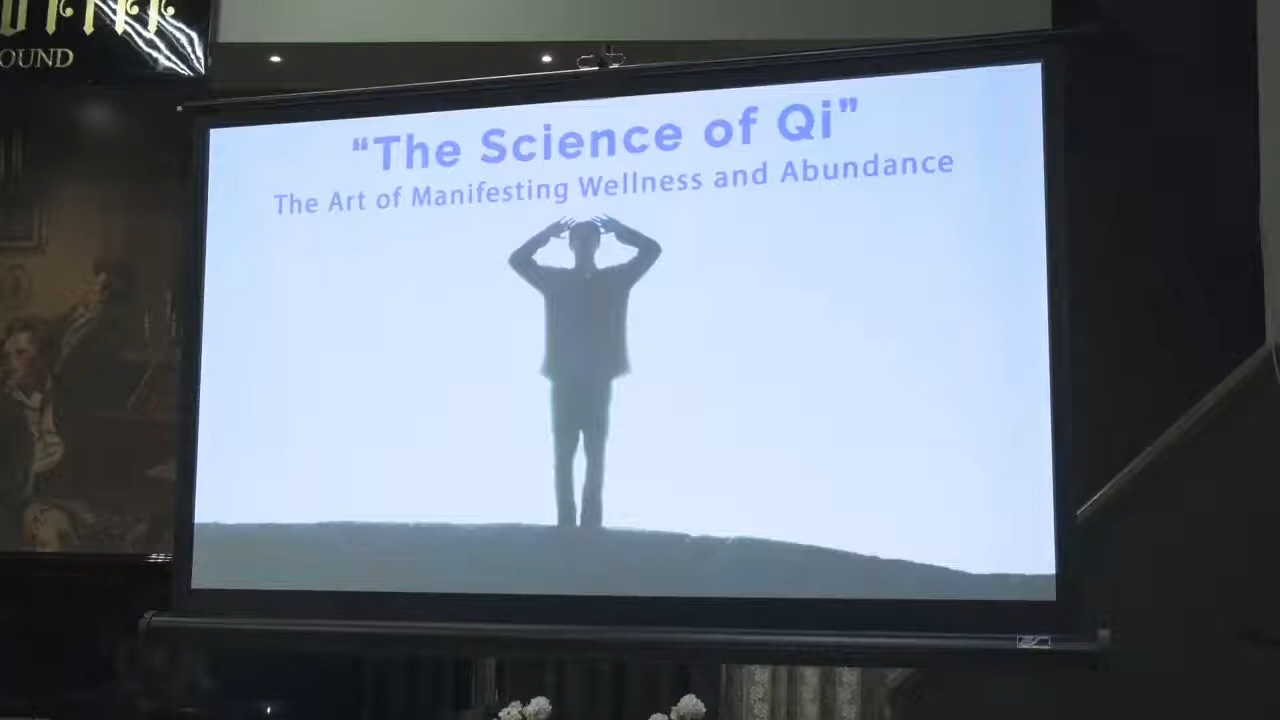 OUND
“The Science of Qi”
The Art of Manifesting Wellness and Abundance